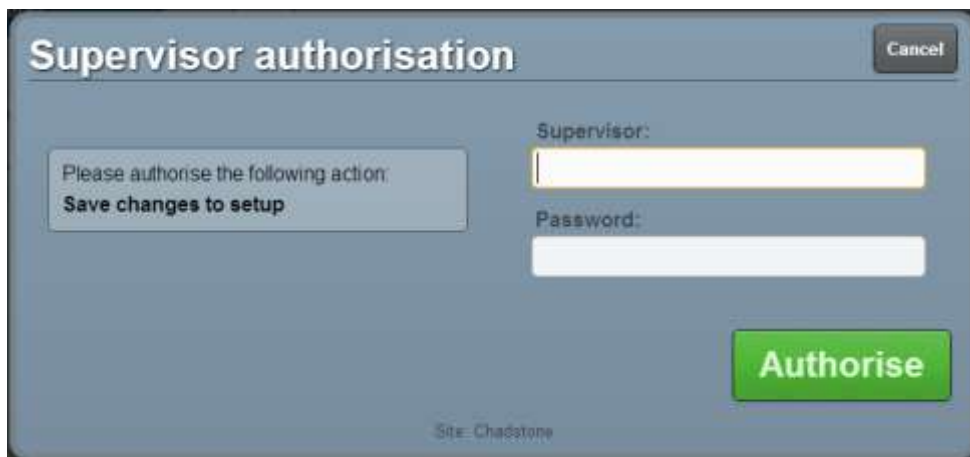 Supervisor authorisation
Cancel
Supervisor:
Please authorise the following action:
Save changes to setup
Password:
Authorise
Site: Chadstone